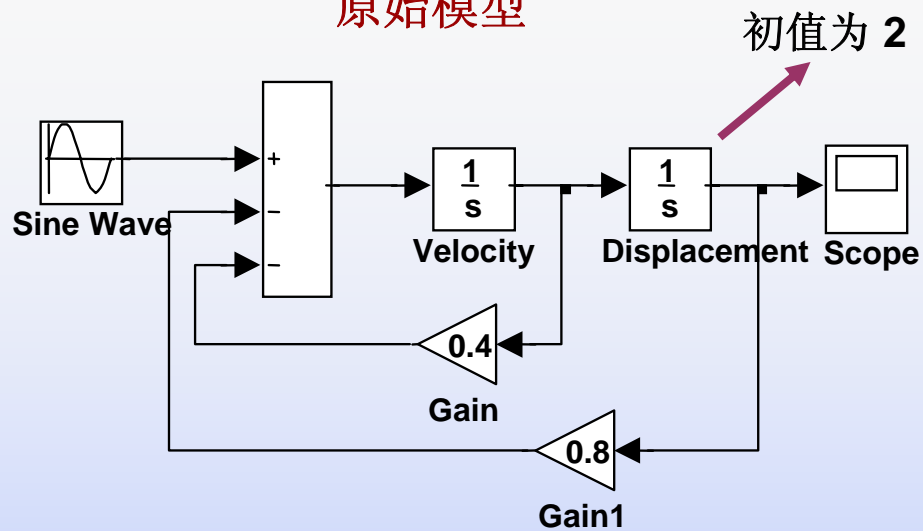 原始模型
初值为 2
+
−
−
1
s
1
s
Sine Wave
Velocity
Displacement
Scope
0.4
Gain
0.8
Gain1